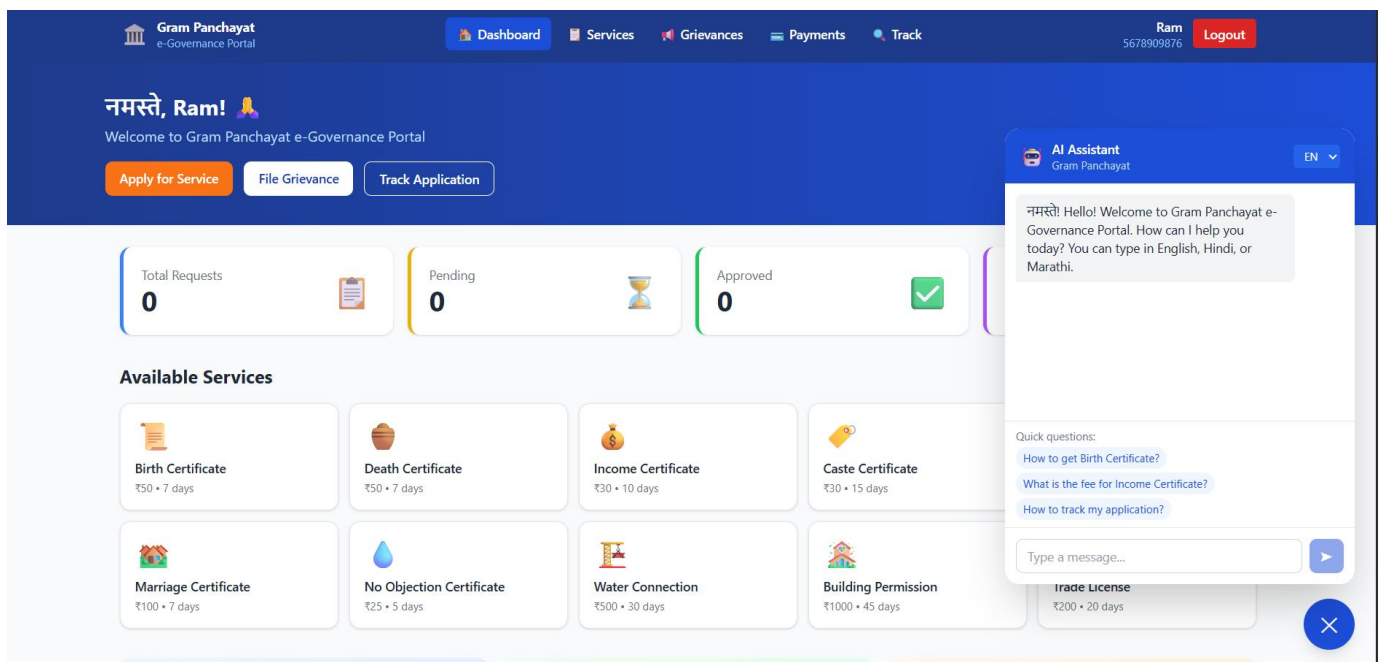 Gram Panchayat
e-Governance Portal
Dashboard
Services
Grievances
Payments
Track
Ram
5678909876
Logout
नमस्ते, Ram!
Welcome to Gram Panchayat e-Governance Portal
Apply for Service
File Grievance
Track Application
Total Requests
0
Pending
0
Approved
0
Available Services
Birth Certificate
₹50 • 7 days
Death Certificate
₹50 • 7 days
Income Certificate
₹30 • 10 days
Caste Certificate
₹30 • 15 days
Marriage Certificate
₹100 • 7 days
No Objection Certificate
₹25 • 5 days
Water Connection
₹500 • 30 days
Building Permission
₹1000 • 45 days
Trade License
₹200 • 20 days
AI Assistant
Gram Panchayat
EN
नमस्ते! Hello! Welcome to Gram Panchayat e-
Governance Portal. How can I help you
today? You can type in English, Hindi, or
Marathi.
Quick questions:
How to get Birth Certificate?
What is the fee for Income Certificate?
How to track my application?
Type a message...